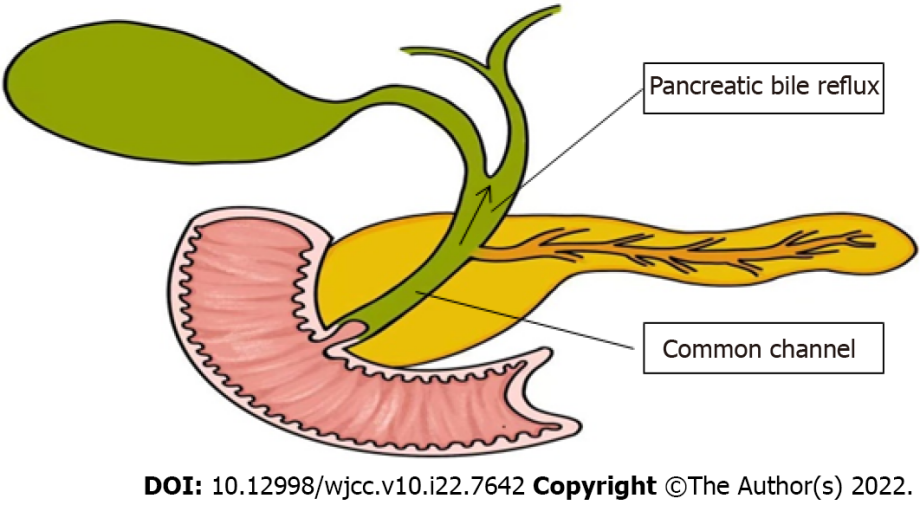 Pancreatic bile reflux
Common channel
DOI: 10.12998/wjcc.v10.i22.7642 Copyright ©The Author(s) 2022.